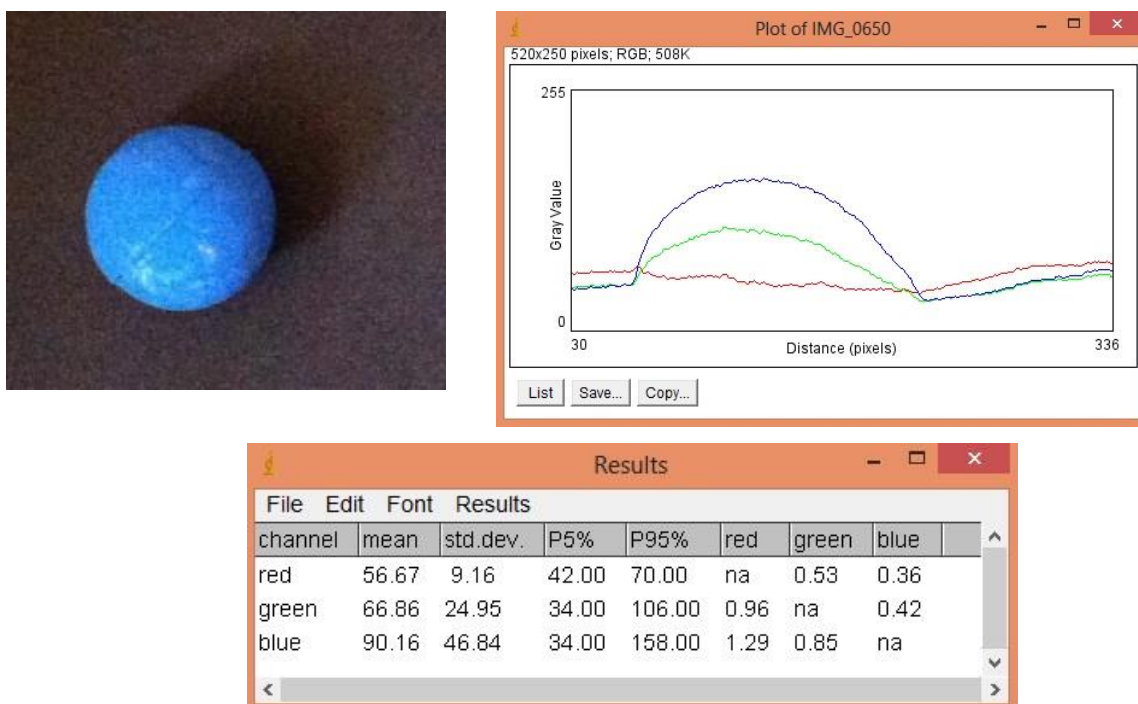 Plot of IMG_0650
520x250 pixels; RGB; 508K
255
Gray Value
0
30
Distance (pixels)
336
List Save... Copy...
Results
File Edit Font Results
channel mean std.dev. P5% P95% red green blue
red 56.67 9.16 42.00 70.00 na 0.53 0.36
green 66.86 24.95 34.00 106.00 0.96 na 0.42
blue 90.16 46.84 34.00 158.00 1.29 0.85 na